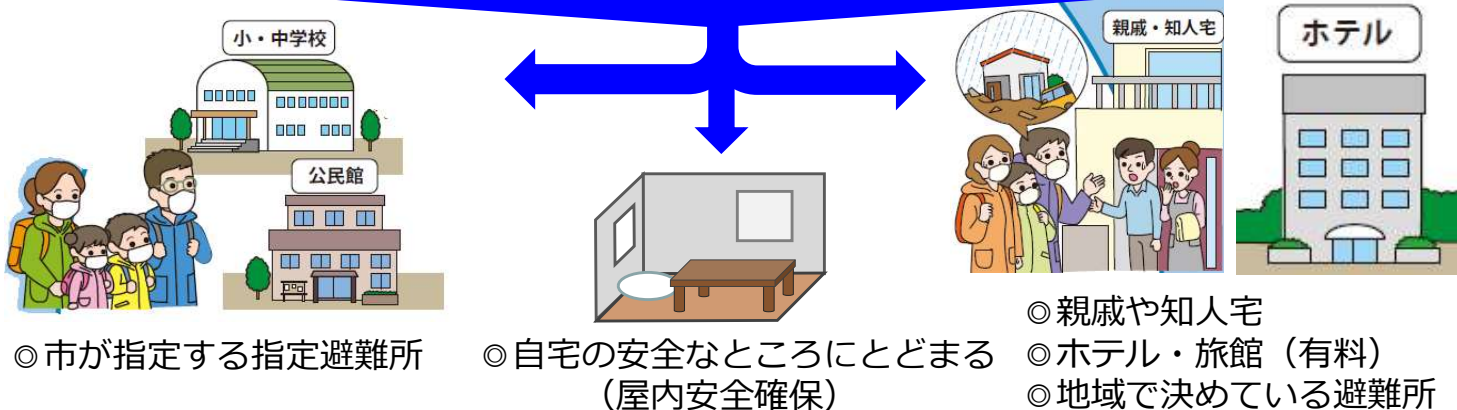 小・中学校
公民館
親戚・知人宅
ホテル
◎市が指定する指定避難所
◎自宅の安全なところにとどまる
（屋内安全確保）
◎親戚や知人宅
◎ホテル・旅館（有料）
◎地域で決めている避難所